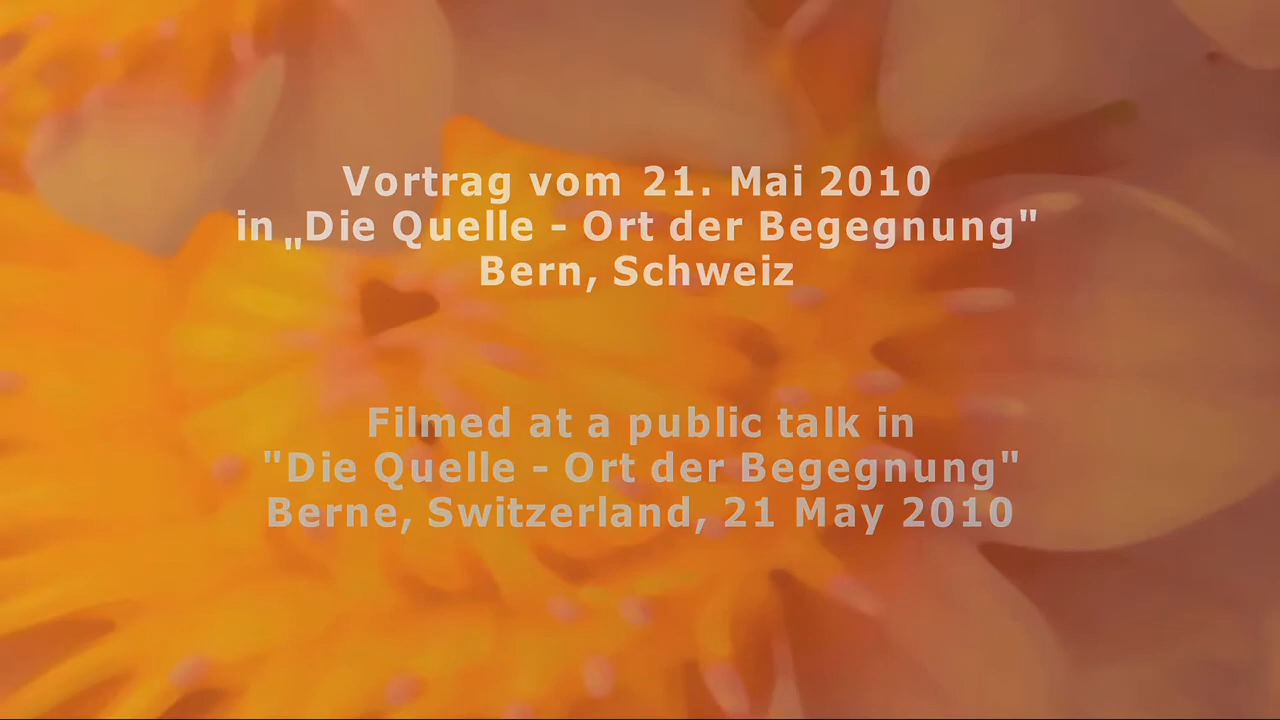 Vortrag vom 21. Mai 2010
in „Die Quelle - Ort der Begegnung"
Bern, Schweiz
Filmed at a public talk in
"Die Quelle - Ort der Begegnung"
Berne, Switzerland, 21 May 2010